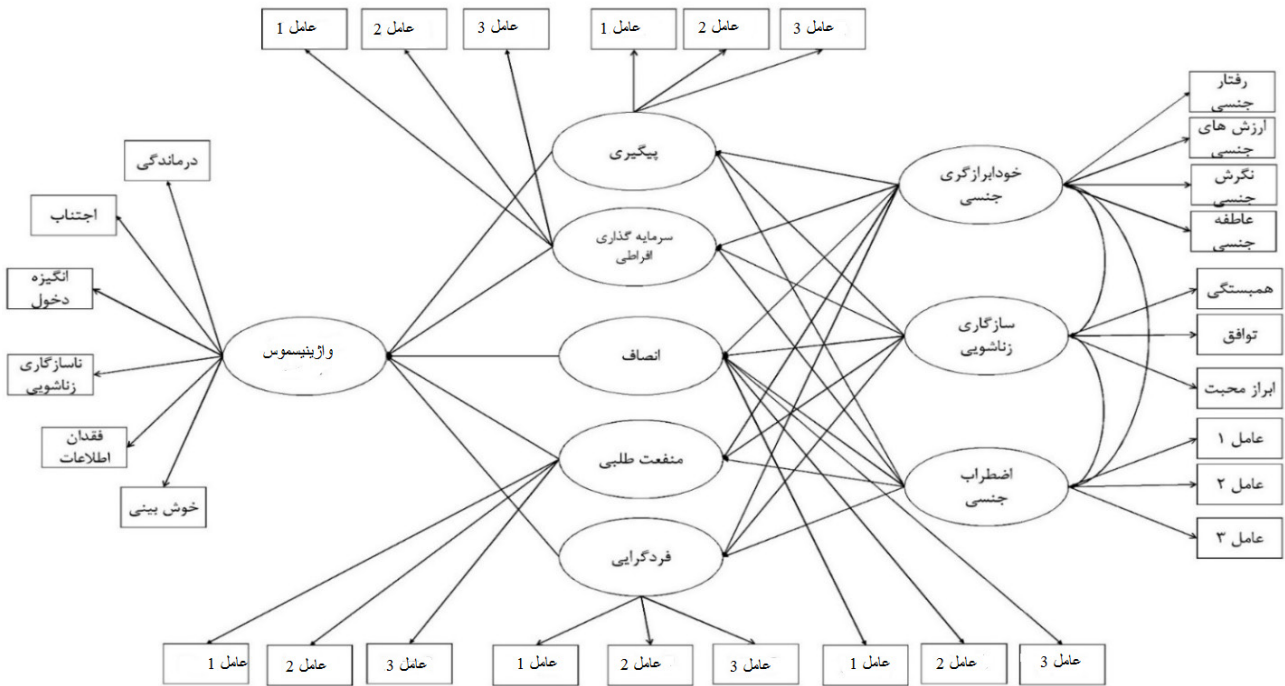 عامل 1
عامل 2
عامل 3
عامل 1
عامل 2
عامل 3
رفتار
جنسی
ارزش های
جنسی
نگرش
جنسی
عاطفه
جنسی
همبستگی
توافق
ابراز محبت
عامل ۱
عامل ۲
عامل ۳
خودابرازگری
جنسی
سازگاری
زناشویی
اضطراب
جنسی
پیگیری
سرمایه گذاری
افراطی
انصاف
منفعت طلبی
فردگرایی
واژینیسموس
درماندگی
اجتناب
انگیزه
دخول
ناسازگاری
زناشویی
فقدان
اطلاعات
خوش بینی
عامل 1
عامل 2
عامل 3
عامل 1
عامل 2
عامل 3
عامل 1
عامل 2
عامل 3